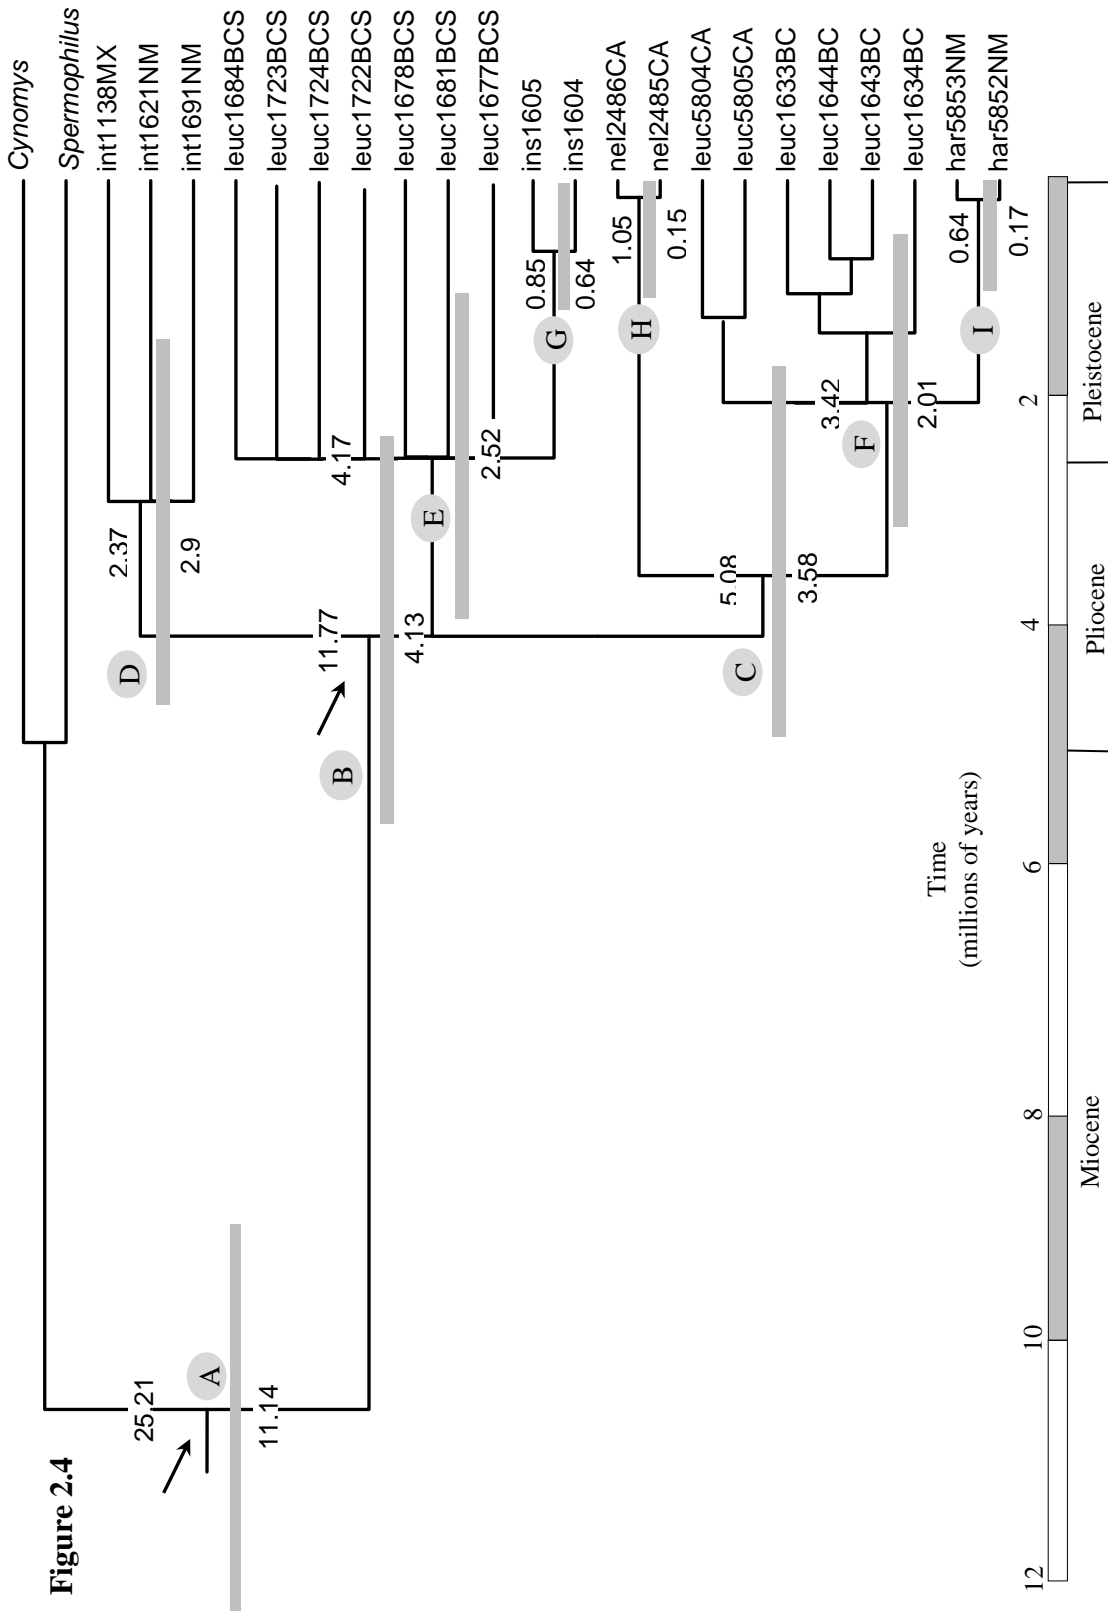 Figure 2.4
Cynomys
Spermophilus
int1138MX
int1621NM
int1691NM
leuc1684BCS
leuc1723BCS
leuc1724BCS
leuc1722BCS
leuc1678BCS
leuc1681BCS
leuc1677BCS
ins1605
ins1604
nel2486CA
nel2485CA
leuc5804CA
leuc5805CA
leuc1633BC
leuc1644BC
leuc1643BC
leuc1634BC
har5853NM
har5852NM
25.21
A
11.14
B
11.77
4.13
D
2.37
2.9
4.17
E
2.52
G
0.85
0.64
C
5.08
3.58
H
1.05
0.15
3.42
F
2.01
I
0.64
0.17
Time
(millions of years)
12
10
8
6
4
2
Miocene
Pliocene
Pleistocene